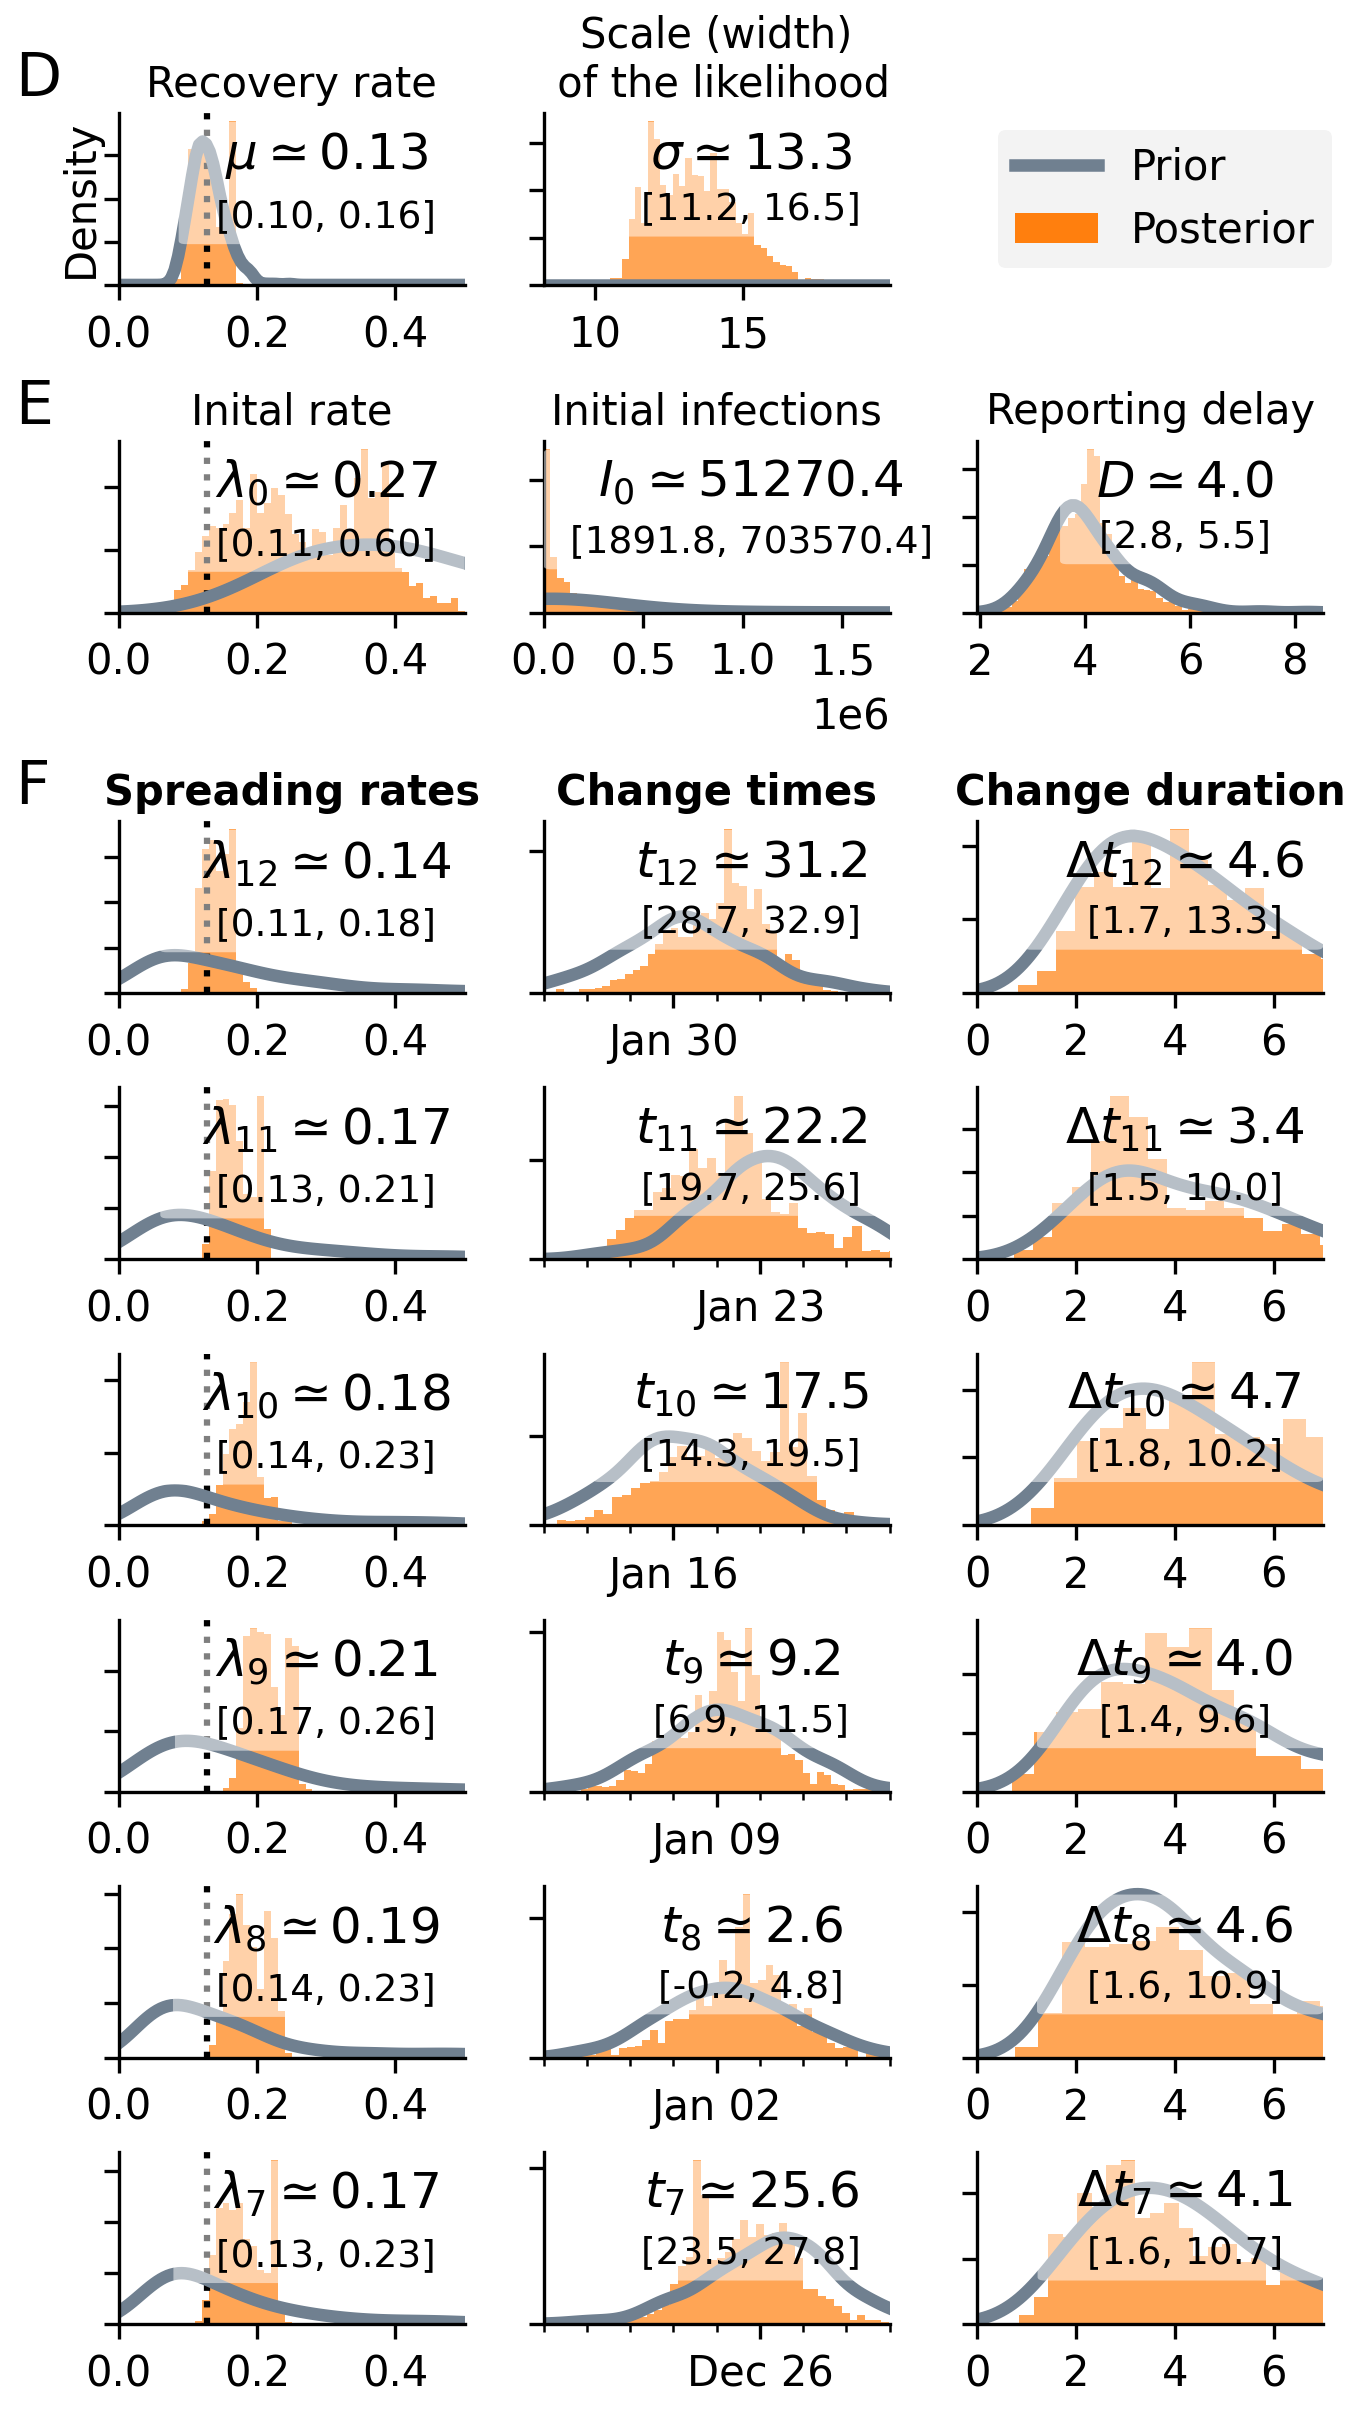 D
Recovery rate
Scale (width)
of the likelihood
Density
μ ≃ 0.13
[0.10, 0.16]
0.0 0.2 0.4
σ ≃ 13.3
[11.2, 16.5]
10 15
Prior
Posterior
E
Inital rate
λ0 ≃ 0.27
[0.11, 0.60]
0.0 0.2 0.4
Initial infections
I0 ≃ 51270.4
[1891.8, 703570.4]
0.0 0.5 1.0 1.5
1e6
Reporting delay
D ≃ 4.0
[2.8, 5.5]
2 4 6 8
F
Spreading rates
Change times
Change duration
λ12 ≃ 0.14
[0.11, 0.18]
0.0 0.2 0.4
t12 ≃ 31.2
[28.7, 32.9]
Jan 30
Δt12 ≃ 4.6
[1.7, 13.3]
0 2 4 6
λ11 ≃ 0.17
[0.13, 0.21]
0.0 0.2 0.4
t11 ≃ 22.2
[19.7, 25.6]
Jan 23
Δt11 ≃ 3.4
[1.5, 10.0]
0 2 4 6
λ10 ≃ 0.18
[0.14, 0.23]
0.0 0.2 0.4
t10 ≃ 17.5
[14.3, 19.5]
Jan 16
Δt10 ≃ 4.7
[1.8, 10.2]
0 2 4 6
λ9 ≃ 0.21
[0.17, 0.26]
0.0 0.2 0.4
t9 ≃ 9.2
[6.9, 11.5]
Jan 09
Δt9 ≃ 4.0
[1.4, 9.6]
0 2 4 6
λ8 ≃ 0.19
[0.14, 0.23]
0.0 0.2 0.4
t8 ≃ 2.6
[-0.2, 4.8]
Jan 02
Δt8 ≃ 4.6
[1.6, 10.9]
0 2 4 6
λ7 ≃ 0.17
[0.13, 0.23]
0.0 0.2 0.4
t7 ≃ 25.6
[23.5, 27.8]
Dec 26
Δt7 ≃ 4.1
[1.6, 10.7]
0 2 4 6